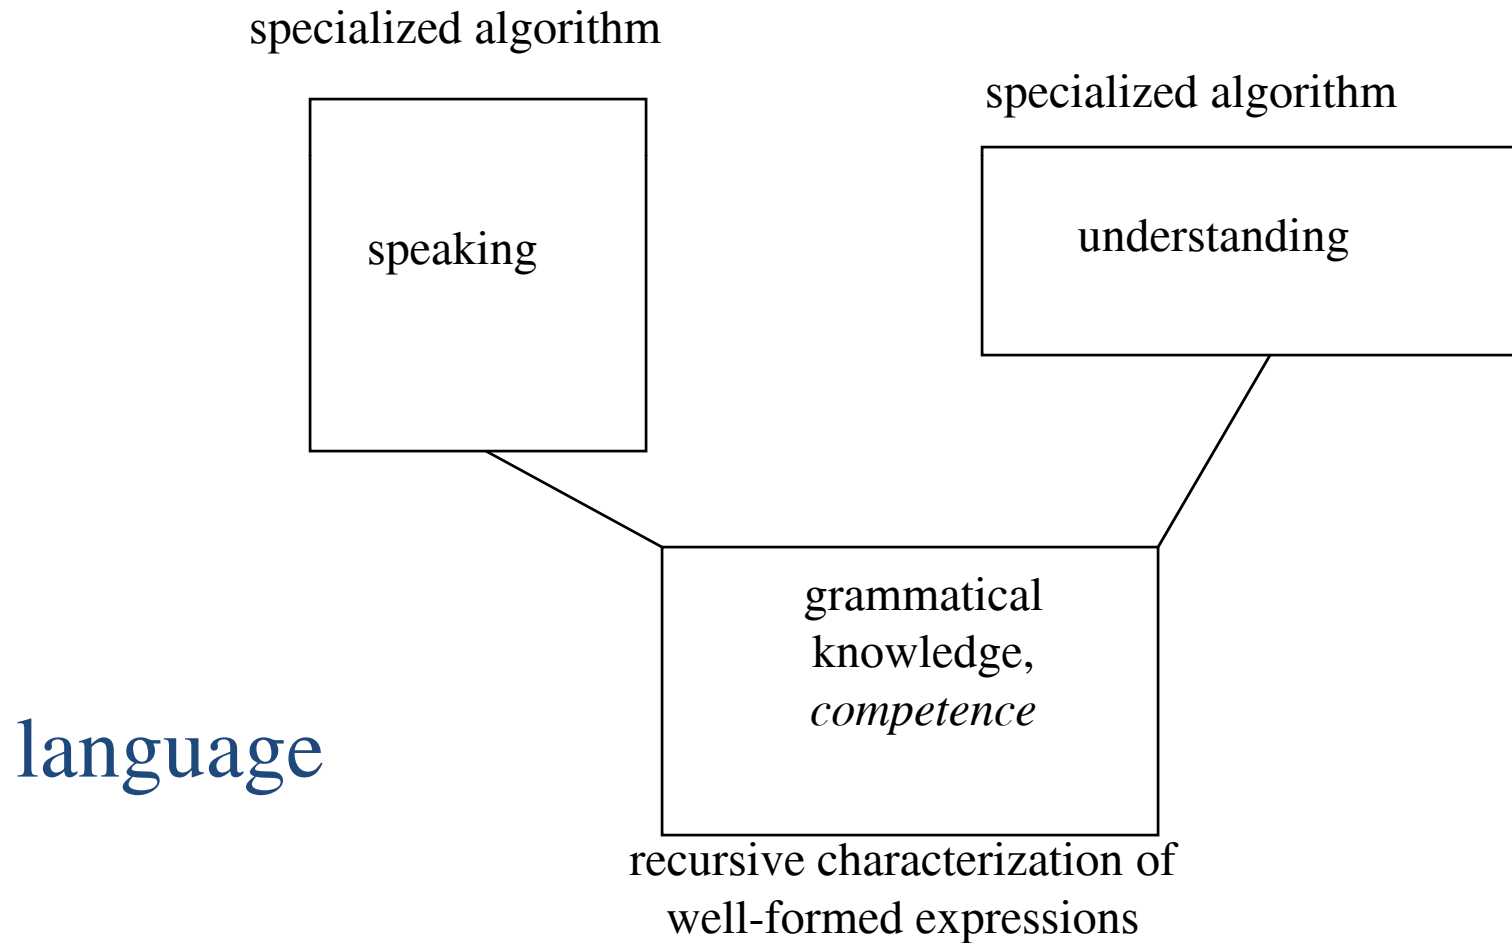 specialized algorithm
specialized algorithm
speaking
understanding
grammatical
knowledge,
competence
language
recursive characterization of
well-formed expressions